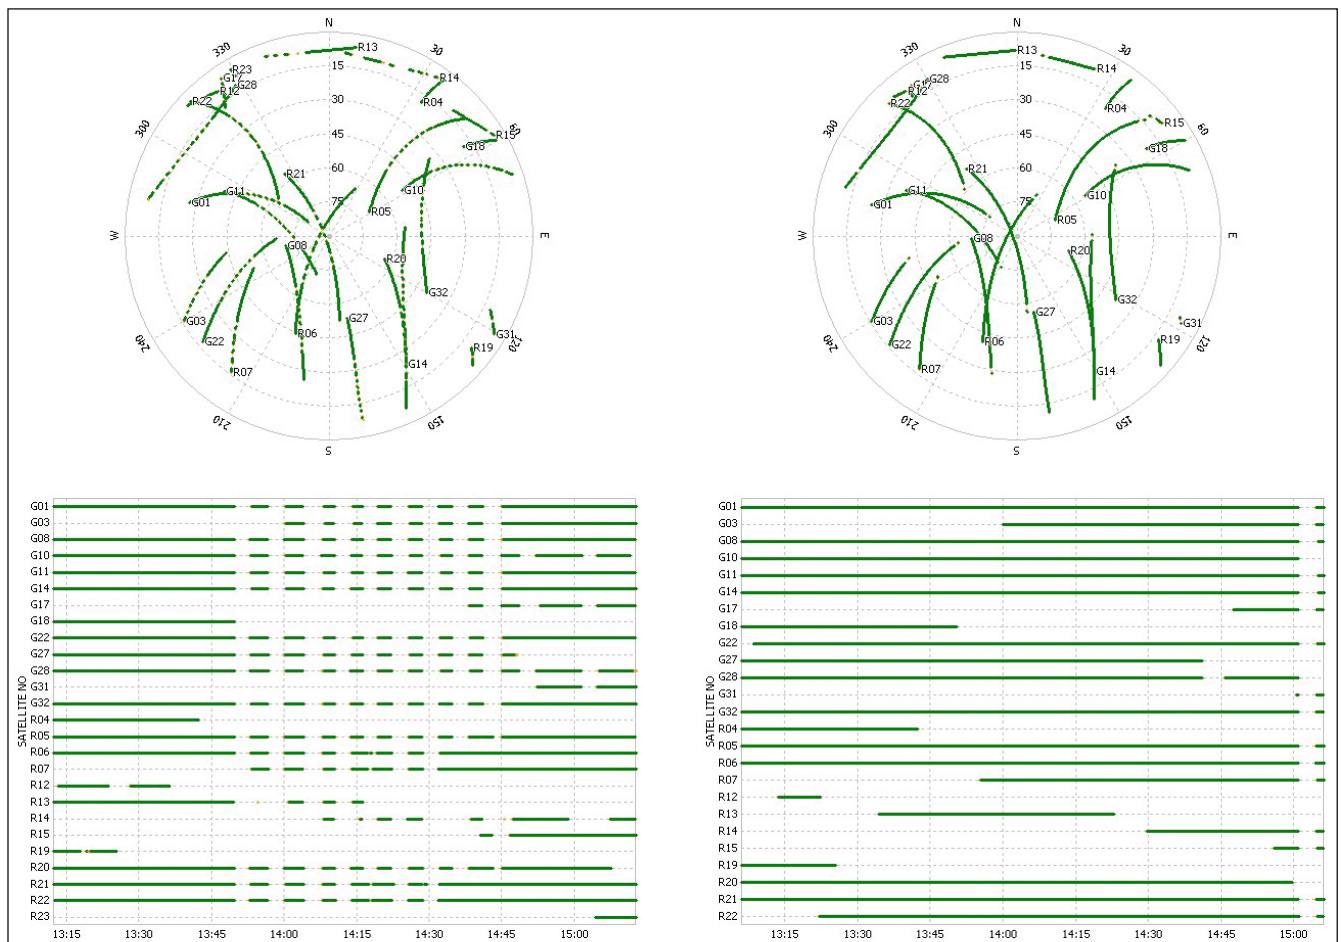 N
N
330
30
330
30
R13
R13
15
15
R23
G17
R14
R14
G28
G17
G28
R12
R12
R22
R04
R22
R04
30
30
300
60
300
60
R15
R15
45
45
G18
G18
60
60
R21
R21
G11
G10
G11
G10
75
75
G01
R05
G01
R05
W
E
W
E
G08
R20
G08
R20
G32
G32
G03
G27
G03
G27
G31
G31
240
G22
R06
R19
120
240
G22
R06
R19
120
R07
G14
R07
G14
210
150
210
150
S
S
SATELLITE NO
G01
G03
G08
G10
G11
G14
G17
G18
G22
G27
G28
G31
G32
R04
R05
R06
R07
R12
R13
R14
R15
R19
R20
R21
R22
R23
13:15 13:30 13:45 14:00 14:15 14:30 14:45 15:00
SATELLITE NO
G01
G03
G08
G10
G11
G14
G17
G18
G22
G27
G28
G31
G32
R04
R05
R06
R07
R12
R13
R14
R15
R19
R20
R21
R22
13:15 13:30 13:45 14:00 14:15 14:30 14:45 15:00